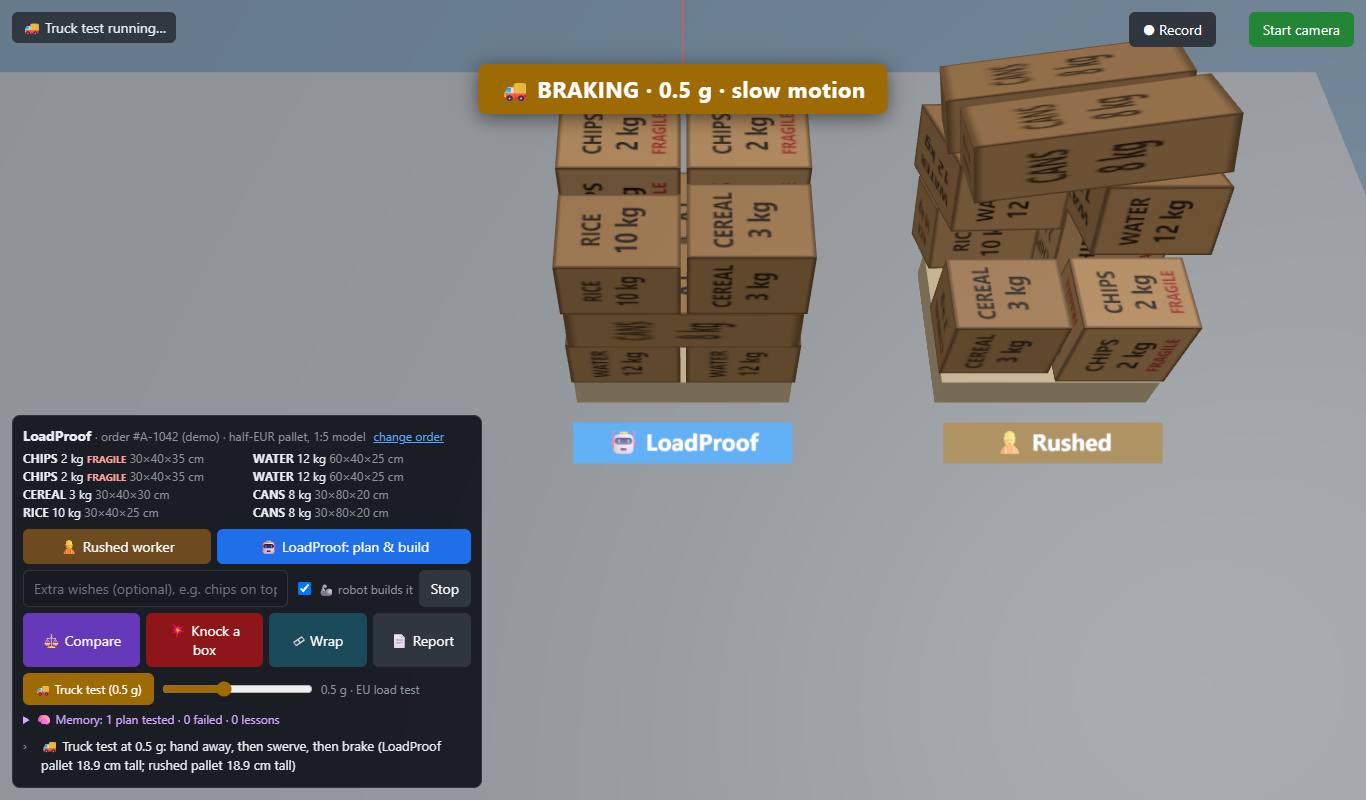 🚚 Truck test running...
● Record
Start camera
🚚 BRAKING · 0.5 g · slow motion
CHIPS 2 kg FRAGILE
CHIPS 2 kg FRAGILE
RICE 10 kg
CEREAL 3 kg
RICE 10 kg
CEREAL 3 kg
CANS 8 kg
WATER 12 kg
WATER 12 kg
CANS 8 kg
CANS 8 kg
CANS 8 kg
WATER 12 kg
CEREAL 3 kg
CHIPS 2 kg FRAGILE
CEREAL 3 kg
CHIPS 2 kg FRAGILE
LoadProof
Rushed
LoadProof · order #A-1042 (demo) · half-EUR pallet, 1:5 model change order
CHIPS 2 kg FRAGILE 30×40×35 cm
CHIPS 2 kg FRAGILE 30×40×35 cm
CEREAL 3 kg 30×40×30 cm
RICE 10 kg 30×40×25 cm
WATER 12 kg 60×40×25 cm
WATER 12 kg 60×40×25 cm
CANS 8 kg 30×80×20 cm
CANS 8 kg 30×80×20 cm
Rushed worker
LoadProof: plan & build
Extra wishes (optional), e.g. chips on top
robot builds it
Stop
Compare
Knock a
box
Wrap
Report
Truck test (0.5 g)
0.5 g · EU load test
Memory: 1 plan tested · 0 failed · 0 lessons
› 🚚 Truck test at 0.5 g: hand away, then swerve, then brake (LoadProof
pallet 18.9 cm tall; rushed pallet 18.9 cm tall)